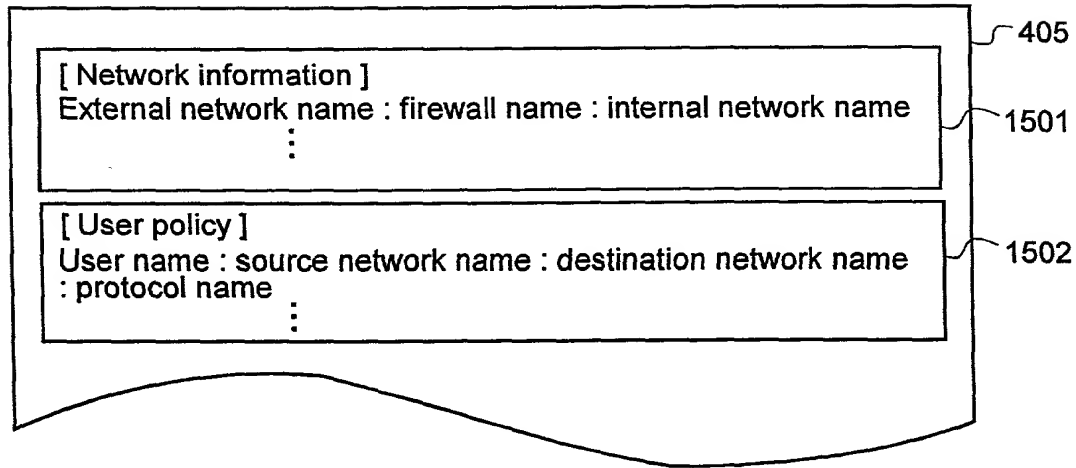 405
[ Network information ]
External network name : firewall name : internal network name
⋮
1501
[ User policy ]
User name : source network name : destination network name
: protocol name
⋮
1502